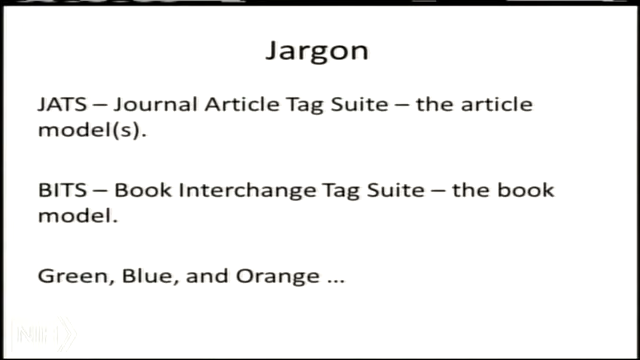 Jargon
JATS – Journal Article Tag Suite – the article
model(s).
BITS – Book Interchange Tag Suite – the book
model.
Green, Blue, and Orange ...
NIH